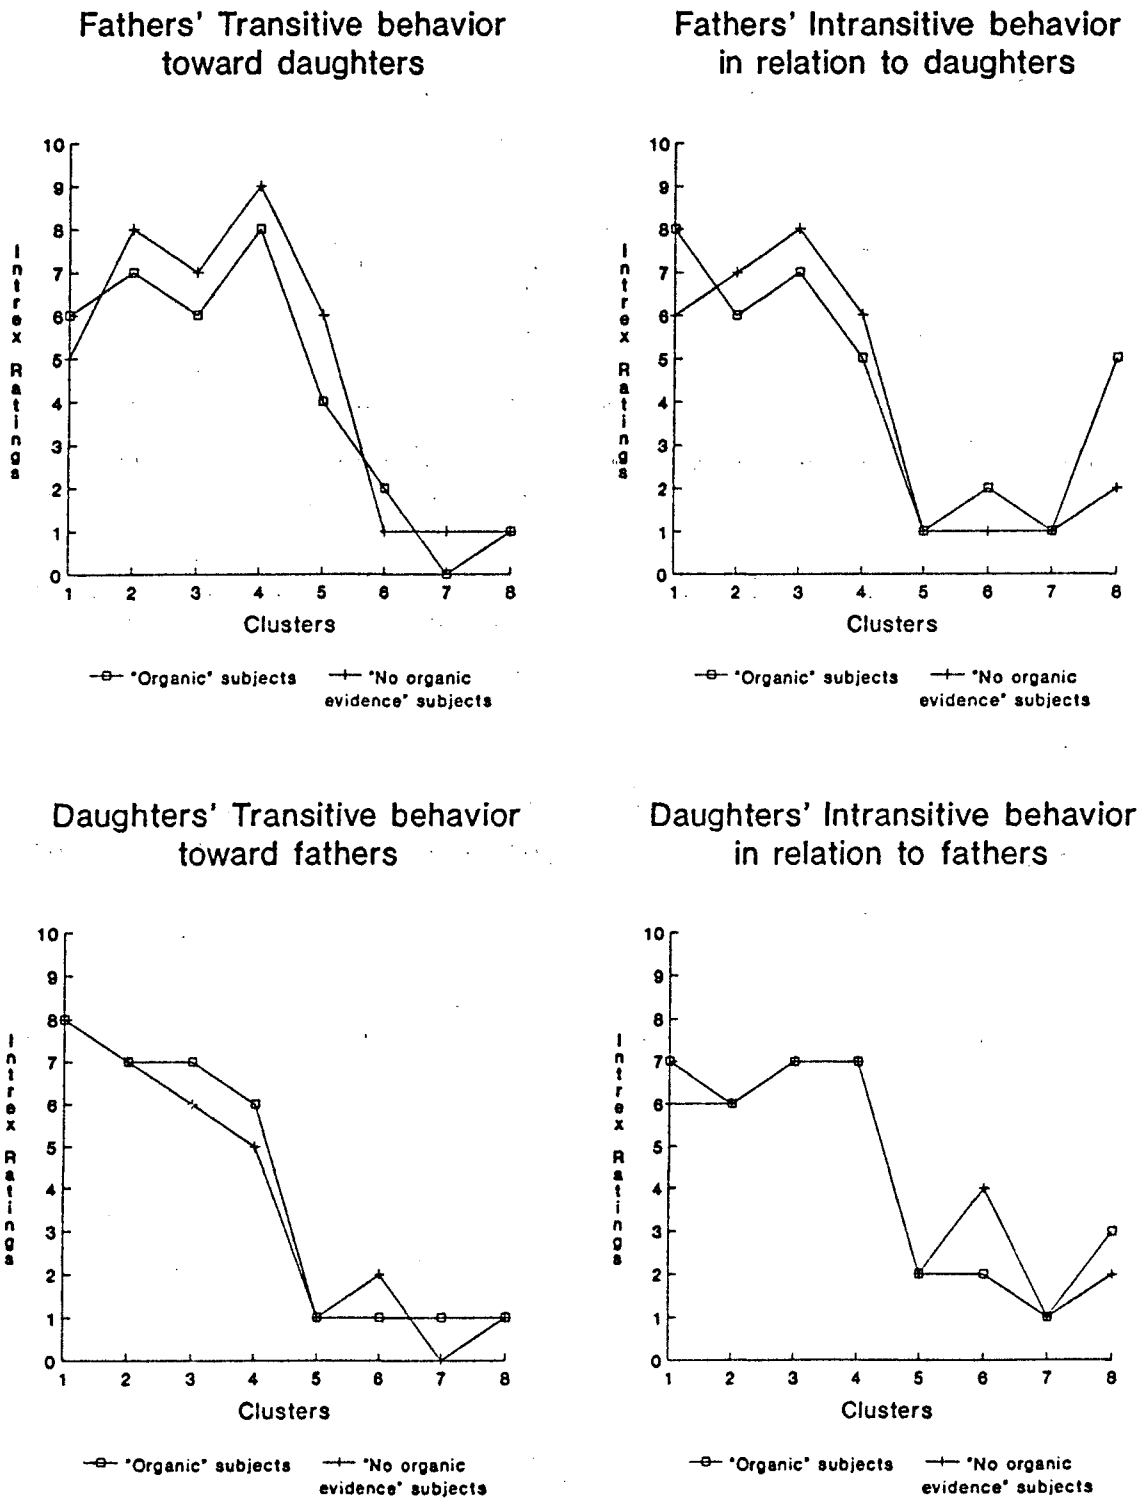 Fathers' Transitive behavior
toward daughters
10
9
8
7
6
5
4
3
2
1
0
Intrex Ratings
1 2 3 4 5 6 7 8
Clusters
"Organic" subjects
"No organic
evidence" subjects
Fathers' Intransitive behavior
in relation to daughters
10
9
8
7
6
5
4
3
2
1
0
Intrex Ratings
1 2 3 4 5 6 7 8
Clusters
"Organic" subjects
"No organic
evidence" subjects
Daughters' Transitive behavior
toward fathers
10
9
8
7
6
5
4
3
2
1
0
Intrex Ratings
1 2 3 4 5 6 7 8
Clusters
"Organic" subjects
"No organic
evidence" subjects
Daughters' Intransitive behavior
in relation to fathers
10
9
8
7
6
5
4
3
2
1
0
Intrex Ratings
1 2 3 4 5 6 7 8
Clusters
"Organic" subjects
"No organic
evidence" subjects